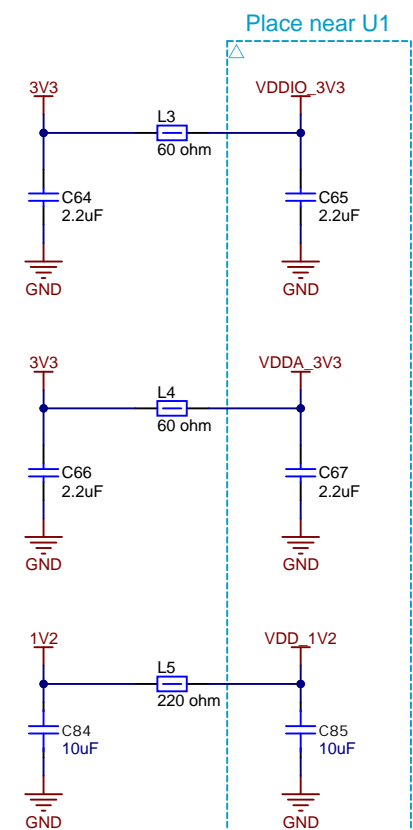 Place near U1
3V3
VDDIO_3V3
L3
60 ohm
C64
2.2uF
C65
2.2uF
GND
GND
3V3
VDDA_3V3
L4
60 ohm
C66
2.2uF
C67
2.2uF
GND
GND
1V2
VDD_1V2
L5
220 ohm
C84
10uF
C85
10uF
GND
GND